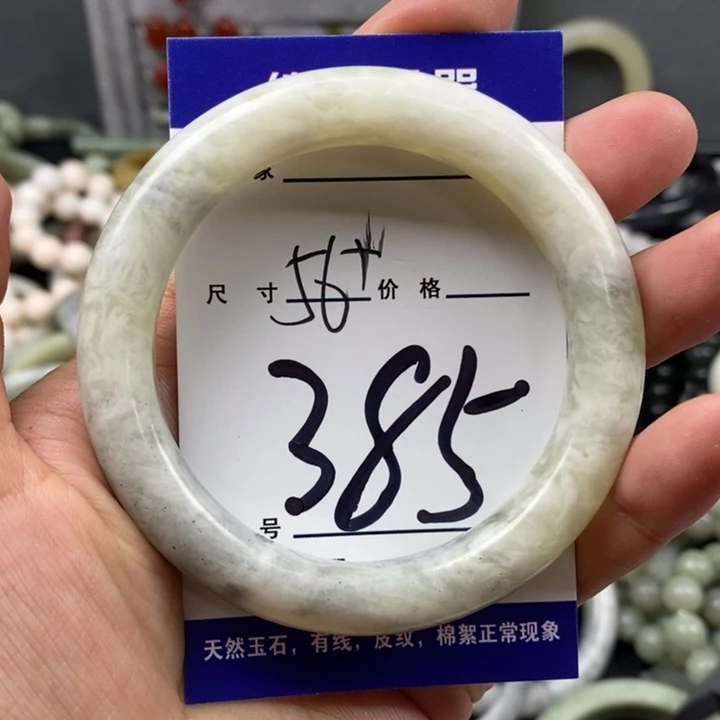 尺 寸 56+ 价 格
385
号
天然玉石，有线，皮纹，棉絮正常现象